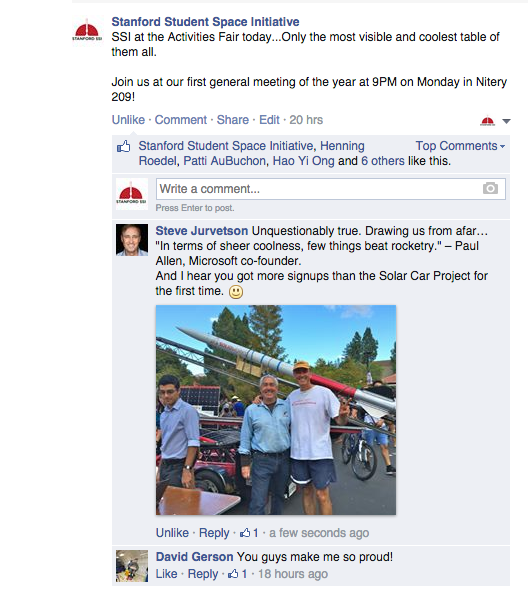 Stanford Student Space Initiative
SSI at the Activities Fair today...Only the most visible and coolest table of
them all.
Join us at our first general meeting of the year at 9PM on Monday in Nitery
209!
Unlike · Comment · Share · Edit · 20 hrs
Stanford Student Space Initiative, Henning
Roedel, Patti AuBuchon, Hao Yi Ong and 6 others like this.
Top Comments
STANFORD SSI
Write a comment...
Press Enter to post.
Steve Jurvetson Unquestionably true. Drawing us from afar…
"In terms of sheer coolness, few things beat rocketry." – Paul
Allen, Microsoft co-founder.
And I hear you got more signups than the Solar Car Project for
the first time.
Unlike · Reply · 1 · a few seconds ago
David Gerson You guys make me so proud!
Like · Reply · 1 · 18 hours ago